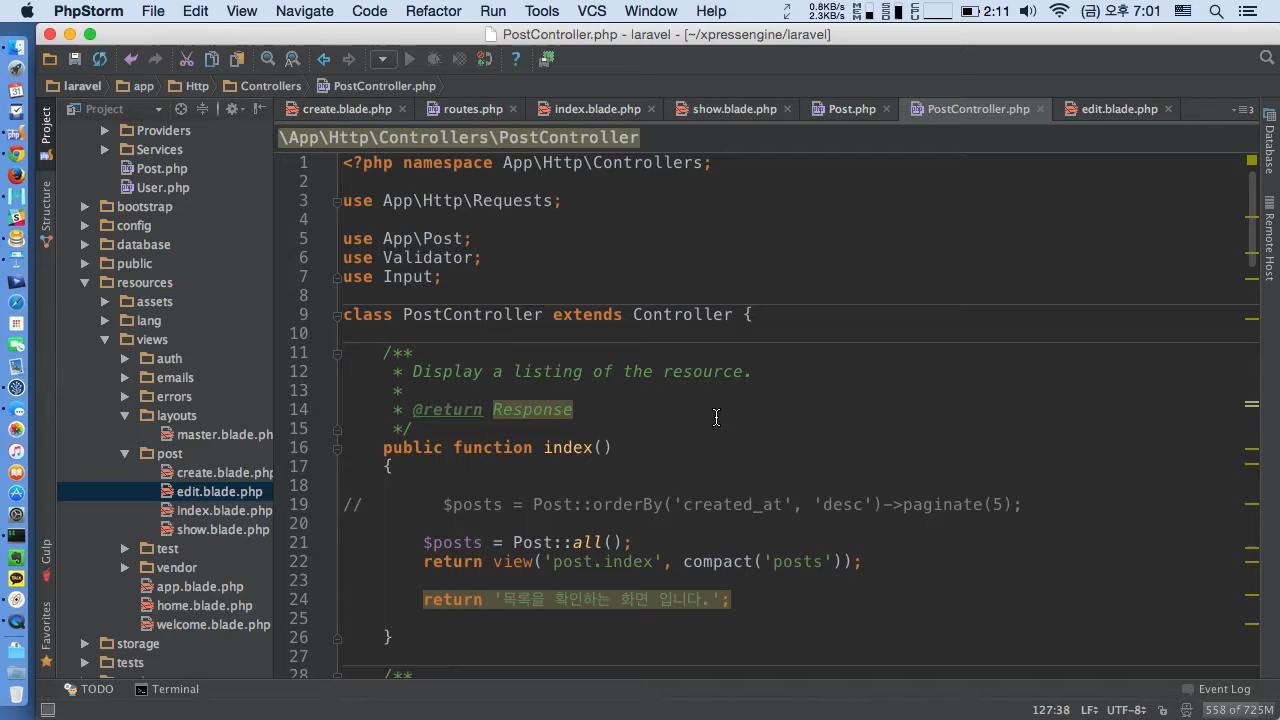 PhpStorm File Edit View Navigate Code Refactor Run Tools VCS Window Help 0.8KB/s 2.3KB/s 2:11 (금) 오후 7:01
PostController.php - laravel - [~/xpressengine/laravel]
laravel app Http Controllers PostController.php
Project
create.blade.php routes.php index.blade.php show.blade.php Post.php PostController.php edit.blade.php
Project
Structure
Gulp
Favorites
Providers
Services
Post.php
User.php
bootstrap
config
database
public
resources
assets
lang
views
auth
emails
errors
layouts
master.blade.ph
post
create.blade.php
edit.blade.php
index.blade.php
show.blade.php
test
vendor
app.blade.php
home.blade.php
welcome.blade.php
storage
tests
\App\Http\Controllers\PostController
1 <?php namespace App\Http\Controllers;
2
3 use App\Http\Requests;
4
5 use App\Post;
6 use Validator;
7 use Input;
8
9 class PostController extends Controller {
10
11 /**
12 * Display a listing of the resource.
13 *
14 * @return Response
15 */
16 public function index()
17 {
18
19 // $posts = Post::orderBy('created_at', 'desc')->paginate(5);
20
21 $posts = Post::all();
22 return view('post.index', compact('posts'));
23
24 return '목록을 확인하는 화면 입니다.';
25
26 }
27
28 /**
Database
Remote Host
TODO Terminal Event Log
127:38 LF÷ UTF-8÷ 558 of 725M